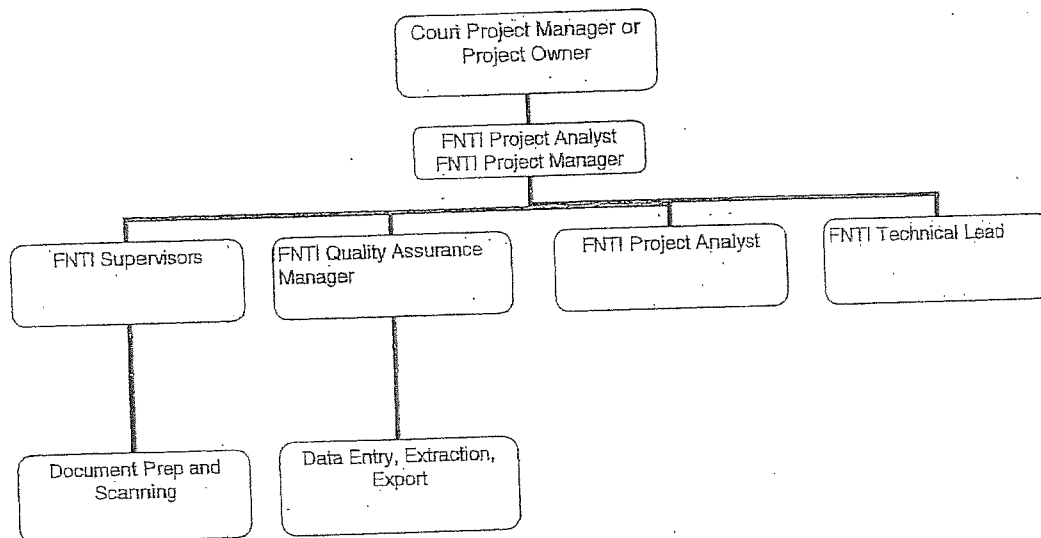 Court Project Manager or
Project Owner
FNTI Project Analyst
FNTI Project Manager
FNTI Supervisors
FNTI Quality Assurance
Manager
FNTI Project Analyst
FNTI Technical Lead
Document Prep and
Scanning
Data Entry, Extraction,
Export